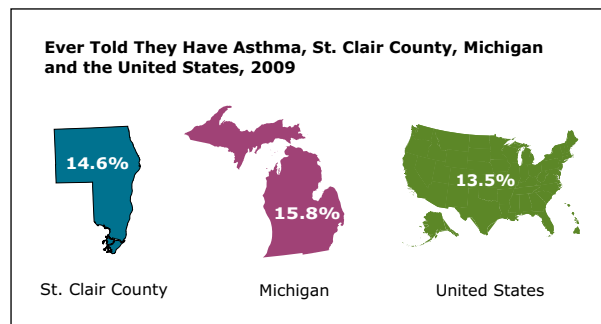 Ever Told They Have Asthma, St. Clair County, Michigan
and the United States, 2009
14.6%
15.8%
13.5%
St. Clair County
Michigan
United States